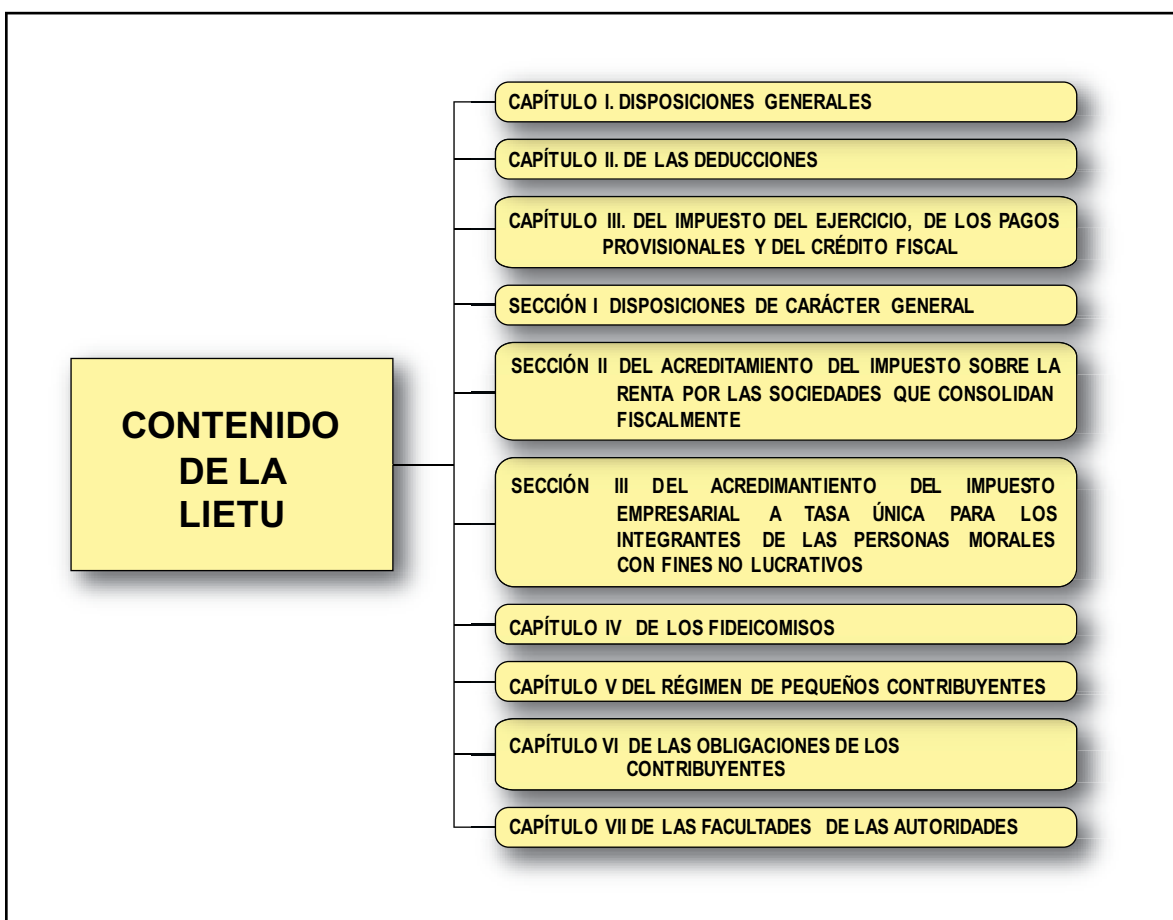 CONTENIDO
DE LA
LIETU
CAPÍTULO I. DISPOSICIONES GENERALES
CAPÍTULO II. DE LAS DEDUCCIONES
CAPÍTULO III. DEL IMPUESTO DEL EJERCICIO, DE LOS PAGOS
PROVISIONALES Y DEL CRÉDITO FISCAL
SECCIÓN I DISPOSICIONES DE CARÁCTER GENERAL
SECCIÓN II DEL ACREDITAMIENTO DEL IMPUESTO SOBRE LA
RENTA POR LAS SOCIEDADES QUE CONSOLIDAN
FISCALMENTE
SECCIÓN III DEL ACREDIMANTIENTO DEL IMPUESTO
EMPRESARIAL A TASA ÚNICA PARA LOS
INTEGRANTES DE LAS PERSONAS MORALES
CON FINES NO LUCRATIVOS
CAPÍTULO IV DE LOS FIDEICOMISOS
CAPÍTULO V DEL RÉGIMEN DE PEQUEÑOS CONTRIBUYENTES
CAPÍTULO VI DE LAS OBLIGACIONES DE LOS
CONTRIBUYENTES
CAPÍTULO VII DE LAS FACULTADES DE LAS AUTORIDADES